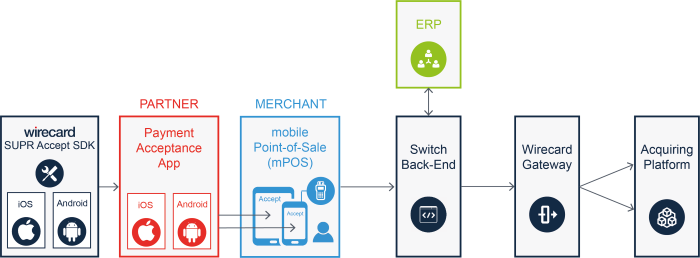 ERP
PARTNER
MERCHANT
wirecard
SUPR Accept SDK
iOS
Android
Payment
Acceptance
App
iOS
Android
mobile
Point-of-Sale
(mPOS)
Accept
Accept
Switch
Back-End
Wirecard
Gateway
Acquiring
Platform